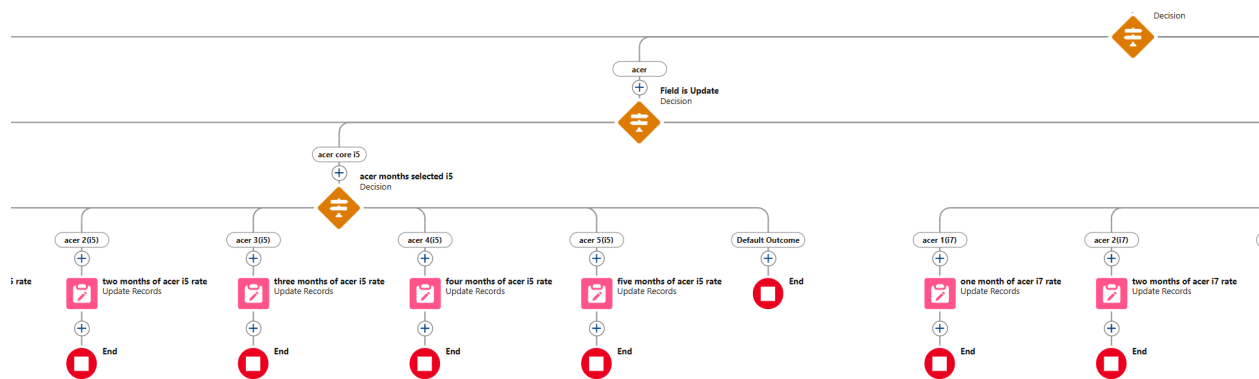 Decision
acer
Field is Update
Decision
acer core i5
acer months selected i5
Decision
acer 2(i5)
acer 3(i5)
acer 4(i5)
acer 5(i5)
Default Outcome
acer 1(i7)
acer 2(i7)
rate
two months of acer i5 rate
Update Records
three months of acer i5 rate
Update Records
four months of acer i5 rate
Update Records
five months of acer i5 rate
Update Records
End
one month of acer i7 rate
Update Records
two months of acer i7 rate
Update Records
End
End
End
End
End
End